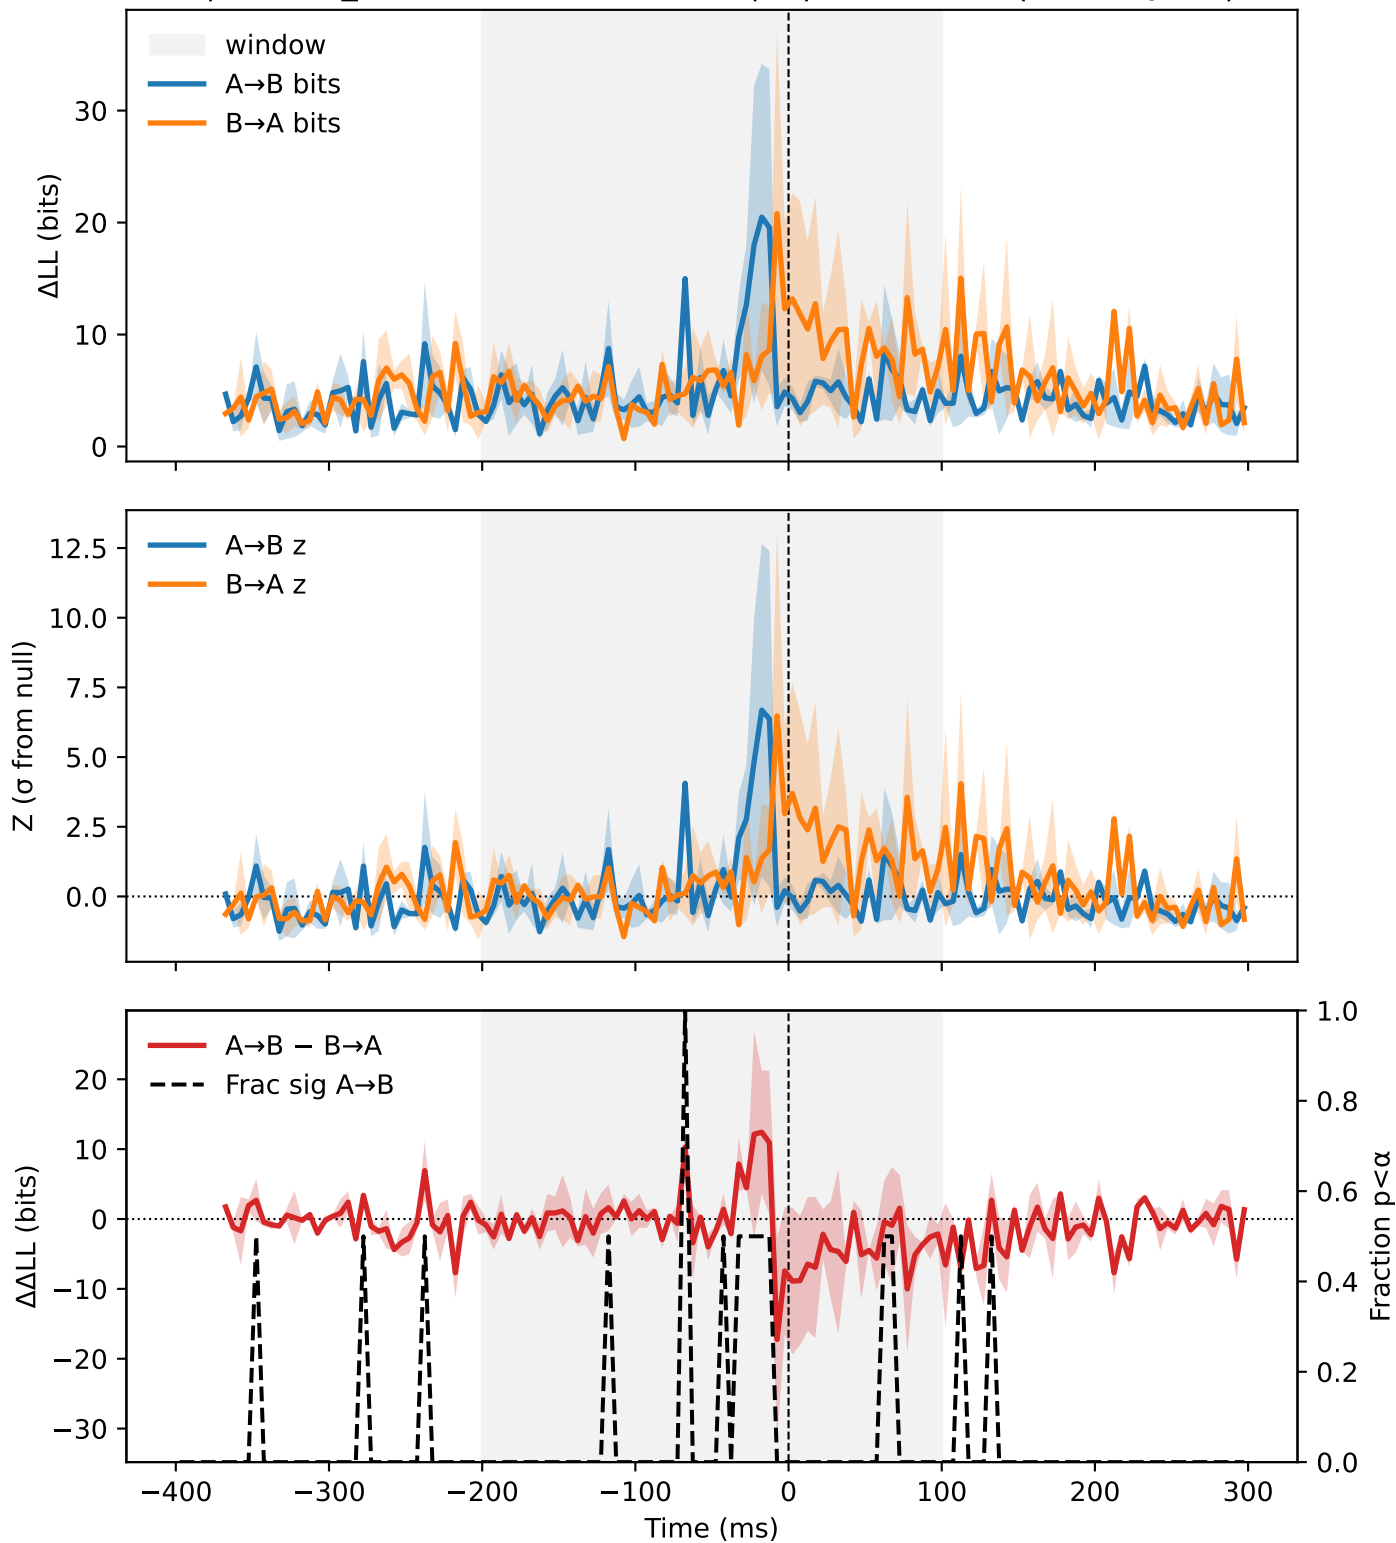 window
A→B bits
B→A bits
ΔLL (bits)
30
20
10
0
A→B z
B→A z
Z (σ from null)
12.5
10.0
7.5
5.0
2.5
0.0
A→B − B→A
Frac sig A→B
ΔΔLL (bits)
20
10
0
−10
−20
−30
1.0
0.8
0.6
0.4
0.2
0.0
Fraction p<α
−400
−300
−200
−100
0
100
200
300
Time (ms)